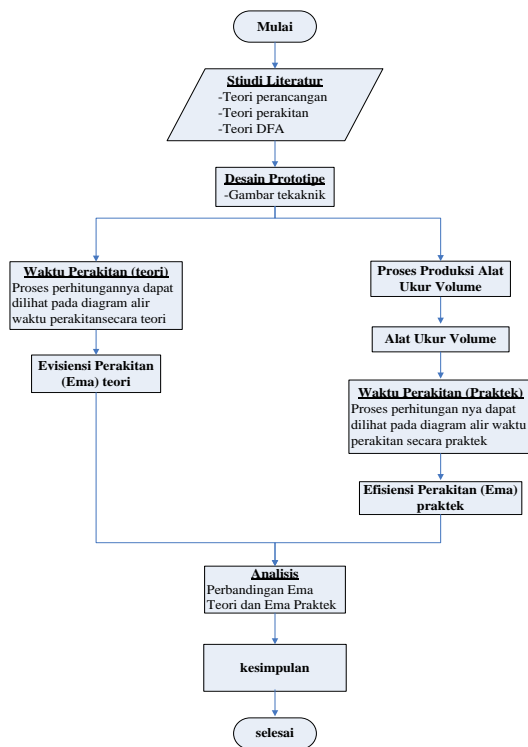 Mulai
Stiudi Literatur
-Teori perancangan
-Teori perakitan
-Teori DFA
Desain Prototipe
-Gambar tekaknik
Waktu Perakitan (teori)
Proses perhitungannya dapat
dilihat pada diagram alir
waktu perakitansecara teori
Evisiensi Perakitan
(Ema) teori
Proses Produksi Alat
Ukur Volume
Alat Ukur Volume
Waktu Perakitan (Praktek)
Proses perhitungan nya dapat
dilihat pada diagram alir waktu
perakitan secara praktek
Efisiensi Perakitan (Ema)
praktek
Analisis
Perbandingan Ema
Teori dan Ema Praktek
kesimpulan
selesai